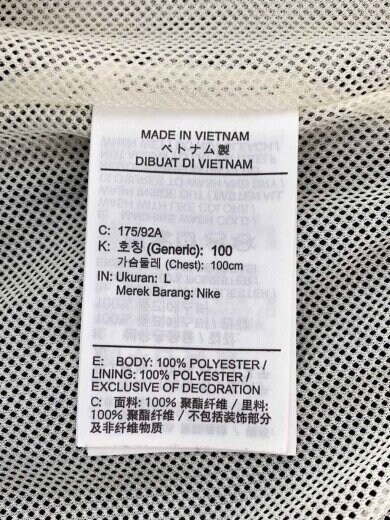 MADE IN VIETNAM
ベトナム製
DIBUAT DI VIETNAM
C: 175/92A
K: 호칭 (Generic): 100
가슴둘레 (Chest): 100cm
IN: Ukuran: L
Merek Barang: Nike
E: BODY: 100% POLYESTER /
LINING: 100% POLYESTER /
EXCLUSIVE OF DECORATION
C: 面料: 100% 聚酯纤维 / 里料:
100% 聚酯纤维 / 不包括装饰部分
及非纤维物